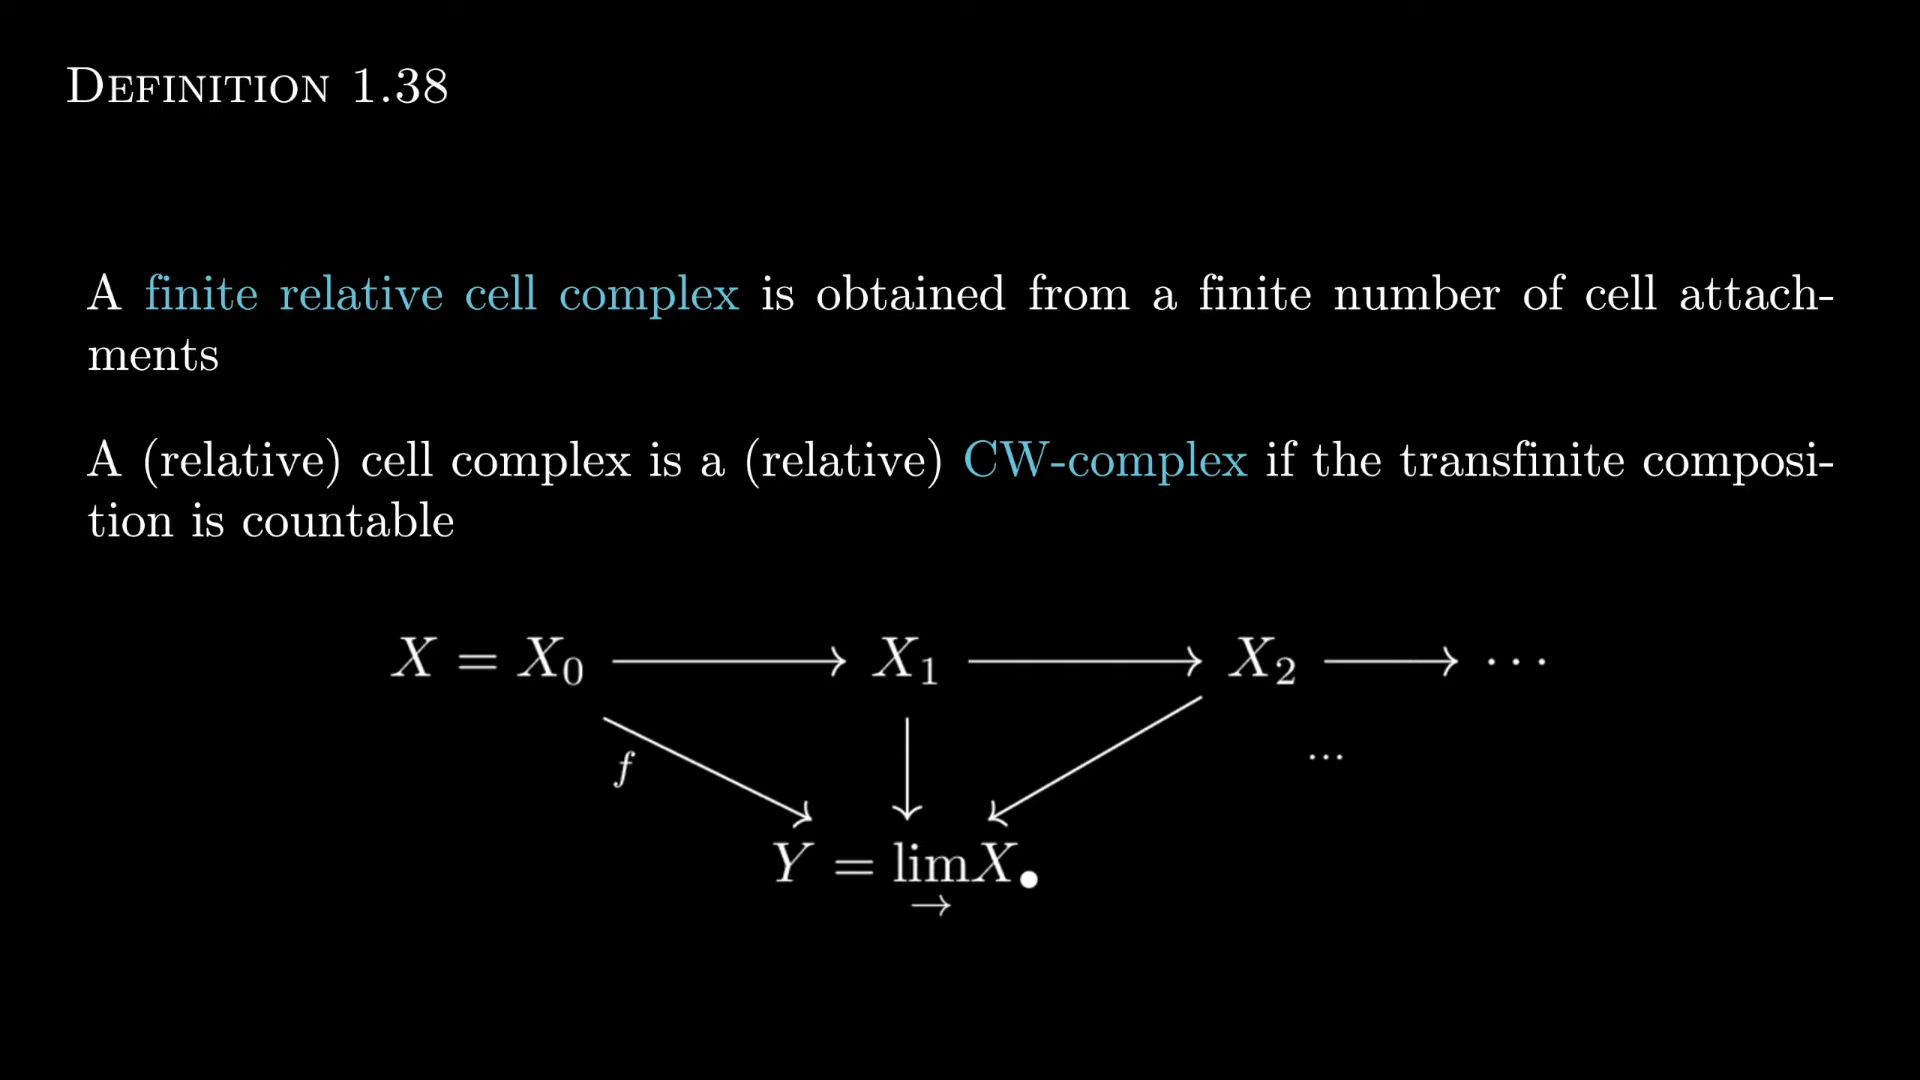 DEFINITION 1.38
A finite relative cell complex is obtained from a finite number of cell attach-
ments
A (relative) cell complex is a (relative) CW-complex if the transfinite composi-
tion is countable
X = X₀ → X₁ → X₂ → ⋯
f ...
Y = lim X•
→